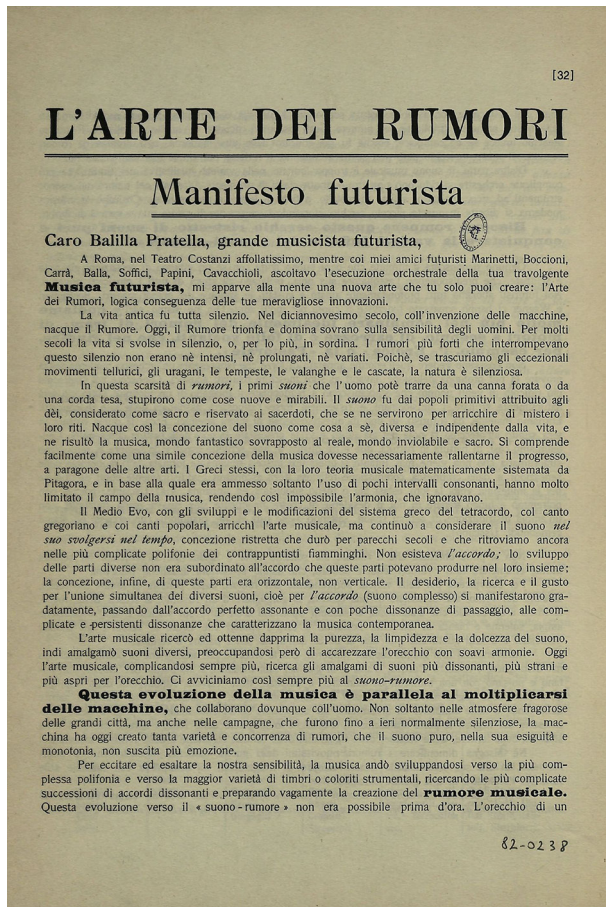 [32]
L'ARTE DEI RUMORI
Manifesto futurista
Caro Balilla Pratella, grande musicista futurista,
A Roma, nel Teatro Costanzi affollatissimo, mentre coi miei amici futuristi Marinetti, Boccioni,
Carrà, Balla, Soffici, Papini, Cavacchioli, ascoltavo l'esecuzione orchestrale della tua travolgente
Musica futurista, mi apparve alla mente una nuova arte che tu solo puoi creare: l'Arte
dei Rumori, logica conseguenza delle tue meravigliose innovazioni.
La vita antica fu tutta silenzio. Nel diciannovesimo secolo, coll'invenzione delle macchine,
nacque il Rumore. Oggi, il Rumore trionfa e domina sovrano sulla sensibilità degli uomini. Per molti
secoli la vita si svolse in silenzio, o, per lo più, in sordina. I rumori più forti che interrompevano
questo silenzio non erano nè intensi, nè prolungati, nè variati. Poichè, se trascuriamo gli eccezionali
movimenti tellurici, gli uragani, le tempeste, le valanghe e le cascate, la natura è silenziosa.
In questa scarsità di rumori, i primi suoni che l'uomo potè trarre da una canna forata o da
una corda tesa, stupirono come cose nuove e mirabili. Il suono fu dai popoli primitivi attribuito agli
dèi, considerato come sacro e riservato ai sacerdoti, che se ne servirono per arricchire di mistero i
loro riti. Nacque così la concezione del suono come cosa a sè, diversa e indipendente dalla vita, e
ne risultò la musica, mondo fantastico sovrapposto al reale, mondo inviolabile e sacro. Si comprende
facilmente come una simile concezione della musica dovesse necessariamente rallentarne il progresso,
a paragone delle altre arti. I Greci stessi, con la loro teoria musicale matematicamente sistemata da
Pitagora, e in base alla quale era ammesso soltanto l'uso di pochi intervalli consonanti, hanno molto
limitato il campo della musica, rendendo così impossibile l'armonia, che ignoravano.
Il Medio Evo, con gli sviluppi e le modificazioni del sistema greco del tetracordo, col canto
gregoriano e coi canti popolari, arricchì l'arte musicale, ma continuò a considerare il suono nel
suo svolgersi nel tempo, concezione ristretta che durò per parecchi secoli e che ritroviamo ancora
nelle più complicate polifonie dei contrappuntisti fiamminghi. Non esisteva l'accordo; lo sviluppo
delle parti diverse non era subordinato all'accordo che queste parti potevano produrre nel loro insieme;
la concezione, infine, di queste parti era orizzontale, non verticale. Il desiderio, la ricerca e il gusto
per l'unione simultanea dei diversi suoni, cioè per l'accordo (suono complesso) si manifestarono gra-
datamente, passando dall'accordo perfetto assonante e con poche dissonanze di passaggio, alle com-
plicate e persistenti dissonanze che caratterizzano la musica contemporanea.
L'arte musicale ricercò ed ottenne dapprima la purezza, la limpidezza e la dolcezza del suono,
indi amalgamò suoni diversi, preoccupandosi però di accarezzare l'orecchio con soavi armonie. Oggi
l'arte musicale, complicandosi sempre più, ricerca gli amalgami di suoni più dissonanti, più strani e
più aspri per l'orecchio. Ci avviciniamo così sempre più al suono-rumore.
Questa evoluzione della musica è parallela al moltiplicarsi
delle macchine, che collaborano dovunque coll'uomo. Non soltanto nelle atmosfere fragorose
delle grandi città, ma anche nelle campagne, che furono fino a ieri normalmente silenziose, la mac-
china ha oggi creato tanta varietà e concorrenza di rumori, che il suono puro, nella sua esiguità e
monotonia, non suscita più emozione.
Per eccitare ed esaltare la nostra sensibilità, la musica andò sviluppandosi verso la più com-
plessa polifonia e verso la maggior varietà di timbri o coloriti strumentali, ricercando le più complicate
successioni di accordi dissonanti e preparando vagamente la creazione del rumore musicale.
Questa evoluzione verso il « suono - rumore » non era possibile prima d'ora. L'orecchio di un
82-0238